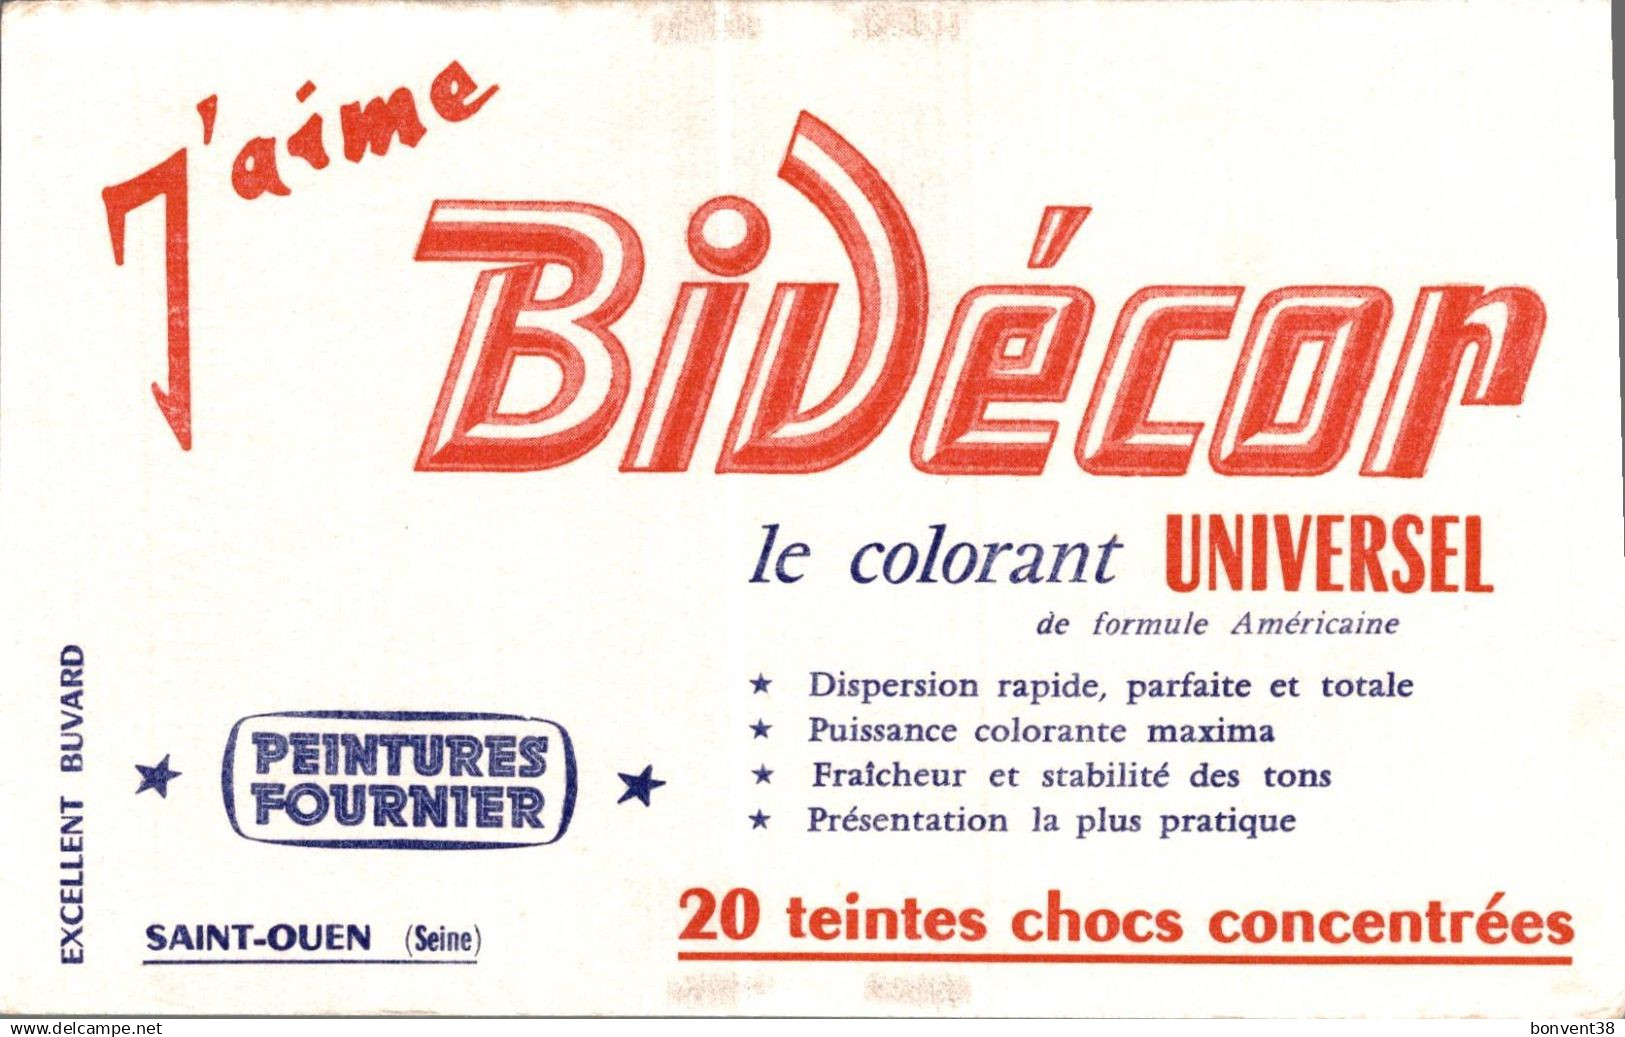 J'aime
BiVécor
le colorant UNIVERSEL
de formule Américaine
★ Dispersion rapide, parfaite et totale
★ Puissance colorante maxima
★ Fraîcheur et stabilité des tons
★ Présentation la plus pratique
20 teintes chocs concentrées
EXCELLENT BUVARD
PEINTURES
FOURNIER
SAINT-OUEN (Seine)
www.delcampe.net
bonvent38